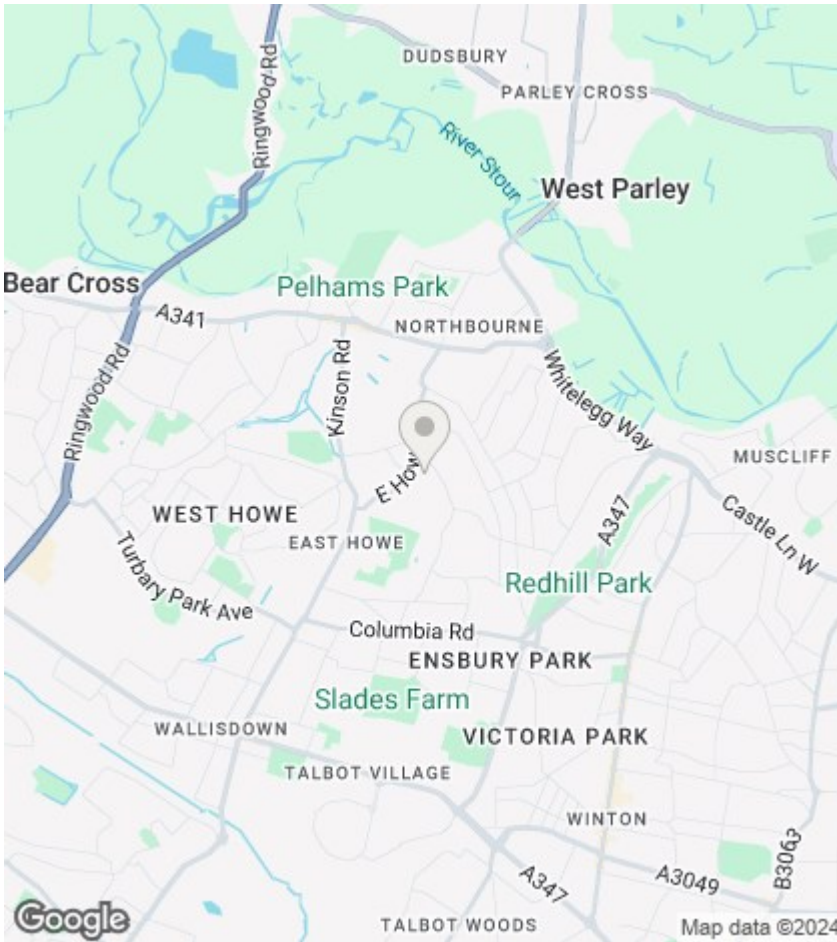 DUDSBURY
PARLEY CROSS
Ringwood Rd
River Stour
West Parley
Bear Cross
Pelhams Park
A341
NORTHBOURNE
Kinson Rd
Whitelegg Way
Ringwood Rd
MUSCLIFF
E How
A347
Castle Ln W
WEST HOWE
EAST HOWE
Turbary Park Ave
Redhill Park
Columbia Rd
ENSBURY PARK
Slades Farm
WALLISDOWN
VICTORIA PARK
TALBOT VILLAGE
WINTON
B3063
A347
A3049
Google
TALBOT WOODS
Map data ©2024